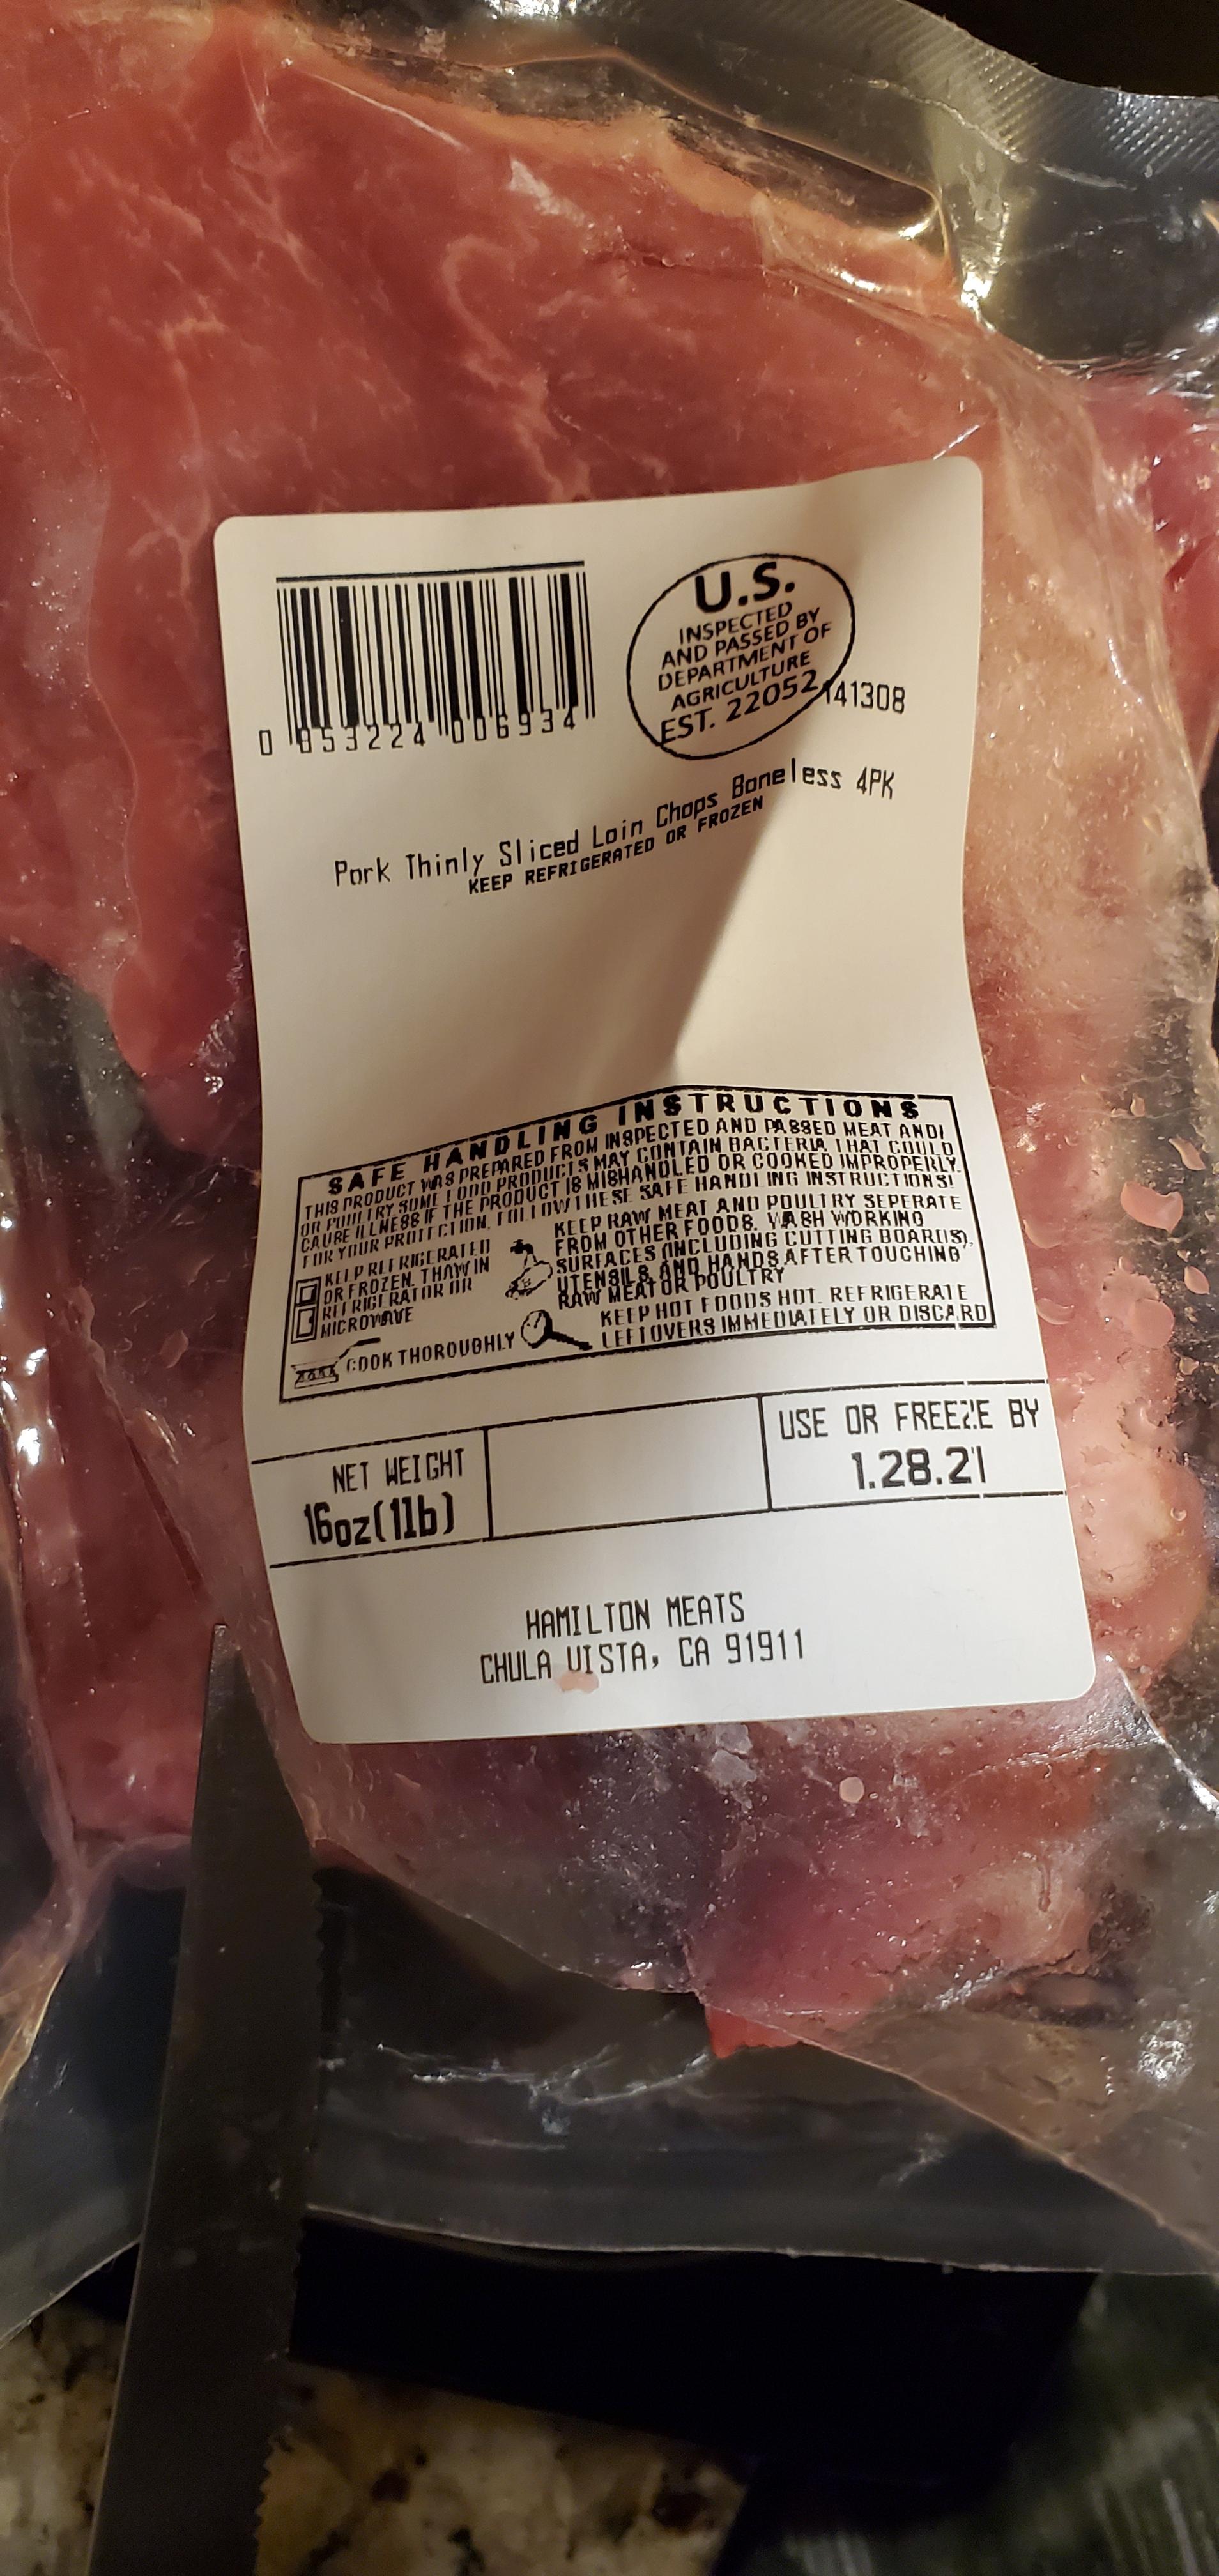 U.S.
INSPECTED
AND PASSED BY
DEPARTMENT OF
AGRICULTURE
EST. 22052
141308
0 853224 006934
Pork Thinly Sliced Loin Chops Boneless 4PK
KEEP REFRIGERATED OR FROZEN
SAFE HANDLING INSTRUCTIONS
THIS PRODUCT WAS PREPARED FROM INSPECTED AND PASSED MEAT AND/
OR POULTRY SOME FOOD PRODUCTS MAY CONTAIN BACTERIA THAT COULD
CAUSE ILLNESS IF THE PRODUCT IS MISHANDLED OR COOKED IMPROPERLY.
FOR YOUR PROTECTION, FOLLOW THESE SAFE HANDLING INSTRUCTIONS!
KEEP REFRIGERATED
OR FROZEN. THAW IN
REFRIGERATOR OR
MICROWAVE
KEEP RAW MEAT AND POULTRY SEPERATE
FROM OTHER FOODS. WASH WORKING
SURFACES (INCLUDING CUTTING BOARDS),
UTENSILS AND HANDS AFTER TOUCHING
RAW MEAT OR POULTRY
COOK THOROUGHLY
KEEP HOT FOODS HOT. REFRIGERATE
LEFTOVERS IMMEDIATELY OR DISCARD
NET WEIGHT
16oz(1lb)
USE OR FREEZE BY
1.28.21
HAMILTON MEATS
CHULA VISTA, CA 91911